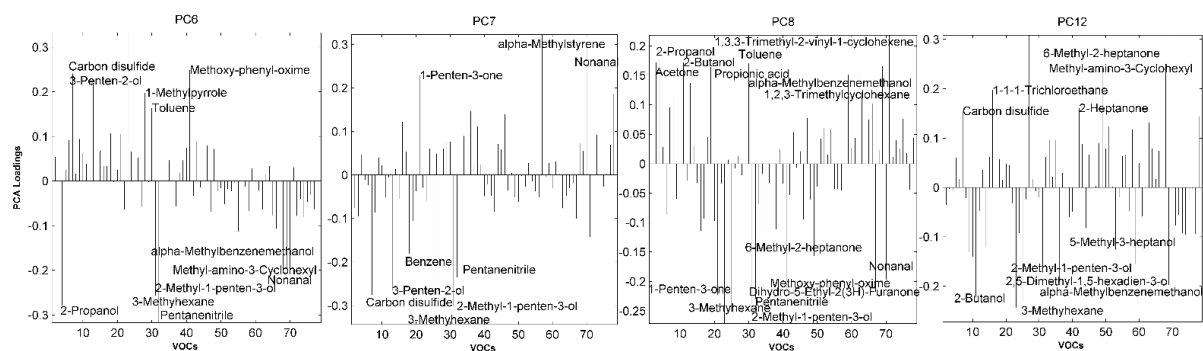 PC6
PC7
PC8
PC12
PCA Loadings
0.3
0.2
0.1
0
-0.1
-0.2
-0.3
Carbon disulfide
3-Penten-2-ol
Methoxy-phenyl-oxime
1-Methylpyrrole
Toluene
alpha-Methylbenzenemethanol
Methyl-amino-3-Cyclohexyl
Nonanal
2-Methyl-1-penten-3-ol
3-Methyhexane
2-Propanol
Pentanenitrile
10 20 30 40 50 60 70
VOCs
0.3
0.2
0.1
0
-0.1
-0.2
-0.3
alpha-Methylstyrene
Nonanal
1-Penten-3-one
Benzene
Pentanenitrile
3-Penten-2-ol
Carbon disulfide
2-Methyl-1-penten-3-ol
3-Methyhexane
10 20 30 40 50 60 70
VOCs
0.2
0.15
0.1
0.05
0
-0.05
-0.1
-0.15
-0.2
-0.25
1,3,3-Trimethyl-2-vinyl-1-cyclohexene
2-Propanol
Toluene
2-Butanol
Acetone
Propionic acid
alpha-Methylbenzenemethanol
1,2,3-Trimethylcyclohexane
6-Methyl-2-heptanone
Nonanal
Methoxy-phenyl-oxime
1-Penten-3-one
Dihydro-5-Ethyl-2(3H)-Furanone
Pentanenitrile
3-Methyhexane
2-Methyl-1-penten-3-ol
10 20 30 40 50 60 70
VOCs
0.3
0.2
0.1
0
-0.1
-0.2
6-Methyl-2-heptanone
Methyl-amino-3-Cyclohexyl
1-1-1-Trichloroethane
Carbon disulfide
2-Heptanone
5-Methyl-3-heptanol
2-Methyl-1-penten-3-ol
2,5-Dimethyl-1,5-hexadien-3-ol
alpha-Methylbenzenemethanol
2-Butanol
3-Methyhexane
10 20 30 40 50 60 70
VOCs